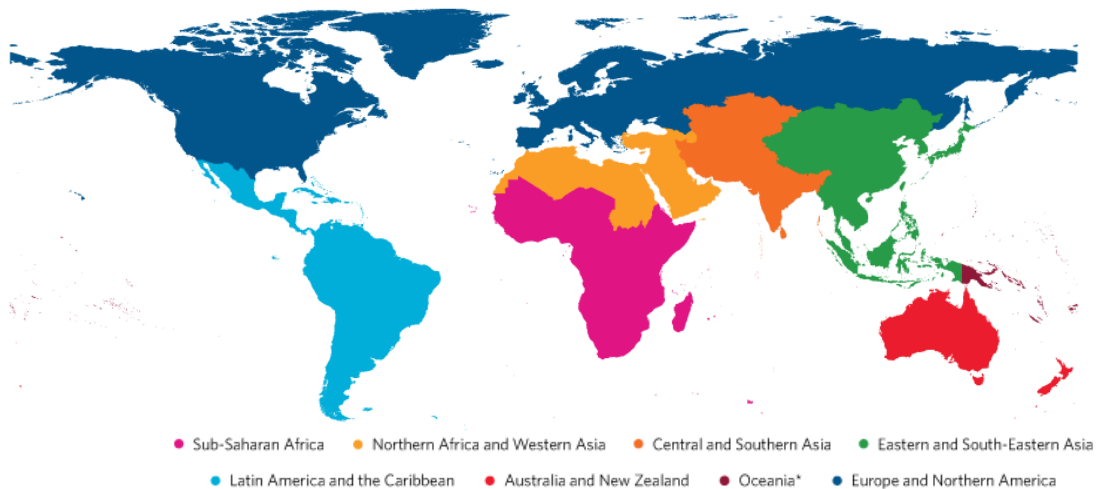 Sub-Saharan Africa Northern Africa and Western Asia Central and Southern Asia Eastern and South-Eastern Asia
Latin America and the Caribbean Australia and New Zealand Oceania* Europe and Northern America